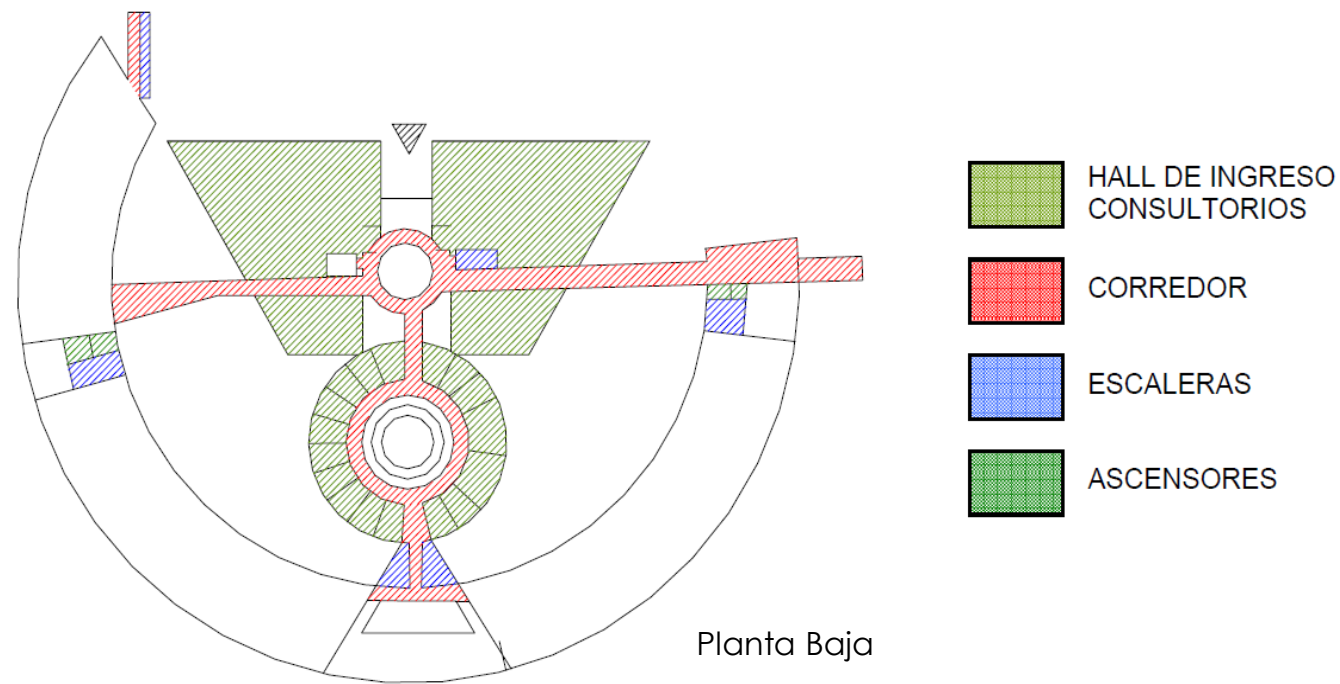 HALL DE INGRESO
CONSULTORIOS
CORREDOR
ESCALERAS
ASCENSORES
Planta Baja